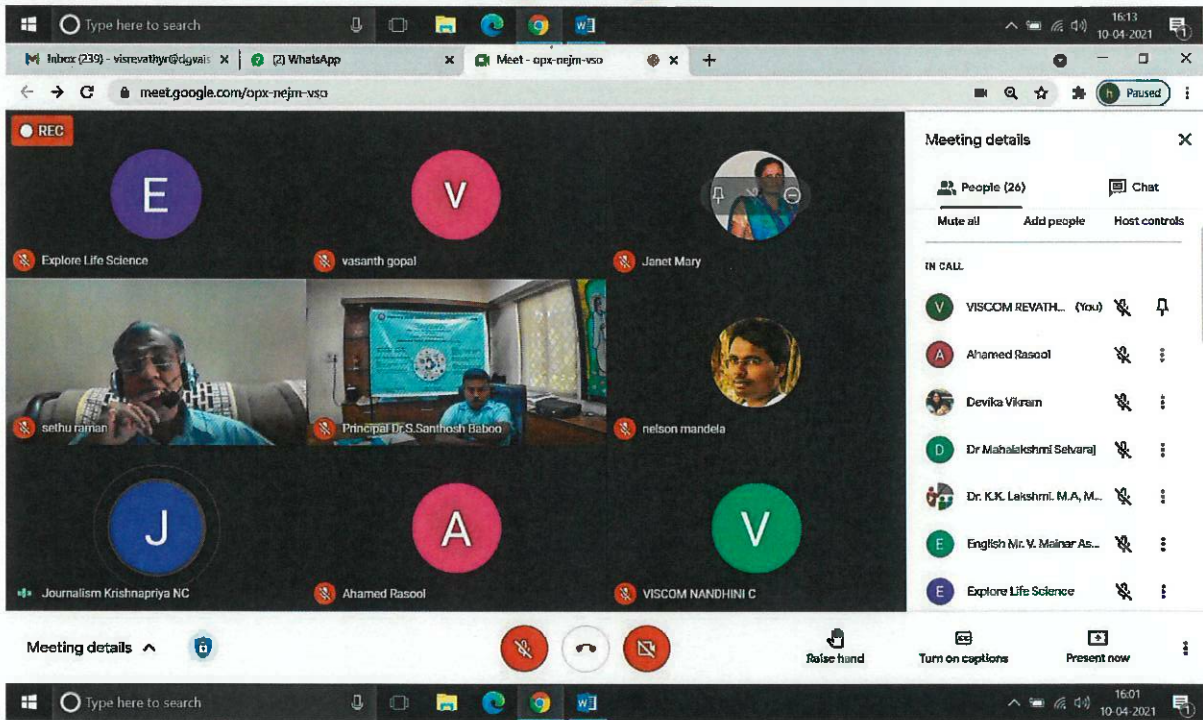 Type here to search
16:13
10-04-2021
Inbox (239) - visrevathyr@dgvais
(2) WhatsApp
Meet - opx-nejm-vso
meet.google.com/opx-nejm-vso
h Paused
REC
Meeting details
People (26) Chat
Mute all Add people Host controls
IN CALL
E
Explore Life Science
V
vasanth gopal
Janet Mary
sethu raman
Principal Dr.S.Santhosh Baboo
nelson mandela
J
Journalism Krishnapriya NC
A
Ahamed Rasool
V
VISCOM NANDHINI C
V VISCOM REVATH... (You)
A Ahamed Rasool
Devika Vikram
D Dr Mahalakshmi Selvaraj
Dr. K.K. Lakshmi. M.A, M...
E English Mr. V. Mainar As...
E Explore Life Science
Meeting details
Raise hand
CC
Turn on captions
Present now
Type here to search
16:01
10-04-2021